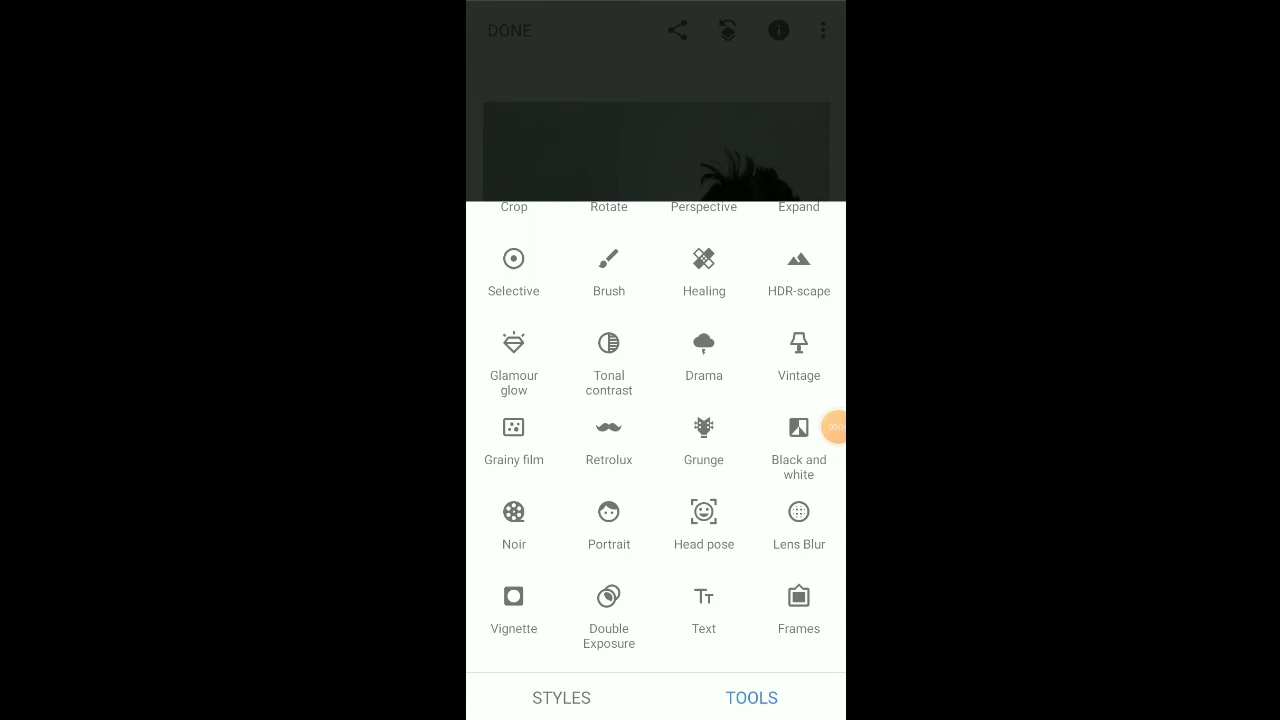 DONE
Crop Rotate Perspective Expand
Selective Brush Healing HDR-scape
Glamour glow Tonal contrast Drama Vintage
Grainy film Retrolux Grunge Black and white
Noir Portrait Head pose Lens Blur
Vignette Double Exposure Text Frames
STYLES TOOLS